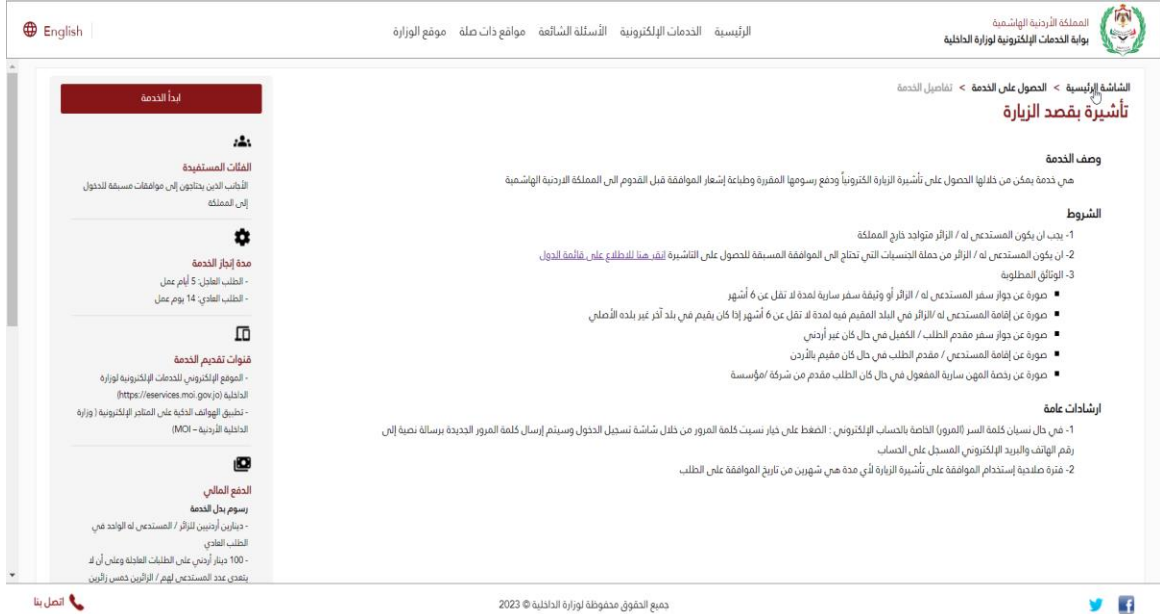 المملكة الأردنية الهاشمية
بوابة الخدمات الإلكترونية لوزارة الداخلية
الرئيسية الخدمات الإلكترونية الأسئلة الشائعة مواقع ذات صلة موقع الوزارة
English
الشاشة الرئيسية > الحصول على الخدمة > تفاصيل الخدمة
تأشيرة بقصد الزيارة
وصف الخدمة
هي خدمة يمكن من خلالها الحصول على تأشيرة الزيارة الكترونياً ودفع رسومها المقررة وطباعة إشعار الموافقة قبل القدوم الى المملكة الاردنية الهاشمية
الشروط
1- يجب ان يكون المستدعى له / الزائر متواجد خارج المملكة
2- ان يكون المستدعى له / الزائر من حملة الجنسيات التي تحتاج الى الموافقة المسبقة للحصول على التاشيرة انقر هنا للاطلاع على قائمة الدول
3- الوثائق المطلوبة
▪ صورة عن جواز سفر المستدعى له / الزائر أو وثيقة سفر سارية لمدة لا تقل عن 6 أشهر
▪ صورة عن إقامة المستدعى له /الزائر في البلد المقيم فيه لمدة لا تقل عن 6 أشهر إذا كان يقيم في بلد آخر غير بلده الأصلي
▪ صورة عن جواز سفر مقدم الطلب / الكفيل في حال كان غير أردني
▪ صورة عن إقامة المستدعي / مقدم الطلب في حال كان مقيم بالأردن
▪ صورة عن رخصة المهن سارية المفعول في حال كان الطلب مقدم من شركة /مؤسسة
ارشادات عامة
1- في حال نسيان كلمة السر (المرور) الخاصة بالحساب الإلكتروني : الضغط على خيار نسيت كلمة المرور من خلال شاشة تسجيل الدخول وسيتم إرسال كلمة المرور الجديدة برسالة نصية إلى
رقم الهاتف والبريد الإلكتروني المسجل على الحساب
2- فترة صلاحية إستخدام الموافقة على تأشيرة الزيارة لأي مدة هي شهرين من تاريخ الموافقة على الطلب
ابدأ الخدمة
الفئات المستفيدة
الأجانب الذين يحتاجون إلى موافقات مسبقة للدخول
إلى المملكة
مدة إنجاز الخدمة
- الطلب العاجل: 5 أيام عمل
- الطلب العادي: 14 يوم عمل
قنوات تقديم الخدمة
- الموقع الإلكتروني للخدمات الإلكترونية لوزارة
الداخلية (https://eservices.moi.gov.jo)
- تطبيق الهواتف الذكية على المتاجر الإلكترونية ( وزارة
الداخلية الأردنية – MOI)
الدفع المالي
رسوم بدل الخدمة
- دينارين أردنيين للزائر / المستدعى له الواحد في
الطلب العادي
- 100 دينار أردني على الطلبات العاجلة وعلى أن لا
يتعدى عدد المستدعى لهم / الزائرين خمس زائرين
جميع الحقوق محفوظة لوزارة الداخلية © 2023
اتصل بنا